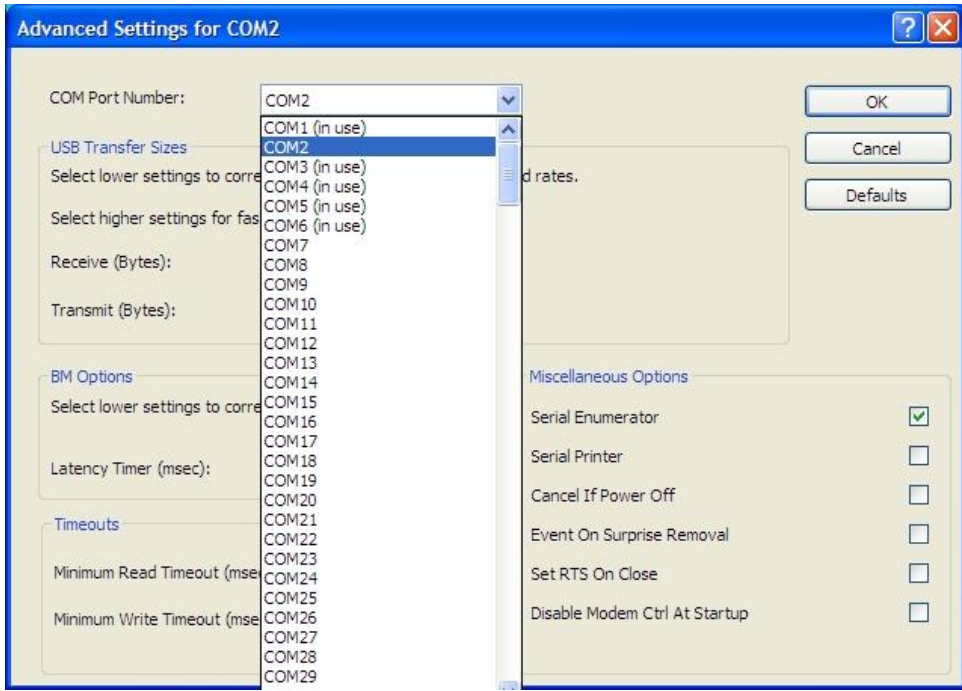 Advanced Settings for COM2
COM Port Number:
COM2
OK
Cancel
Defaults
COM1 (in use)
COM2
COM3 (in use)
COM4 (in use)
COM5 (in use)
COM6 (in use)
COM7
COM8
COM9
COM10
COM11
COM12
COM13
COM14
COM15
COM16
COM17
COM18
COM19
COM20
COM21
COM22
COM23
COM24
COM25
COM26
COM27
COM28
COM29
USB Transfer Sizes
Select lower settings to corre d rates.
Select higher settings for fas
Receive (Bytes):
Transmit (Bytes):
BM Options
Select lower settings to corre
Latency Timer (msec):
Timeouts
Minimum Read Timeout (mse
Minimum Write Timeout (mse
Miscellaneous Options
Serial Enumerator
Serial Printer
Cancel If Power Off
Event On Surprise Removal
Set RTS On Close
Disable Modem Ctrl At Startup